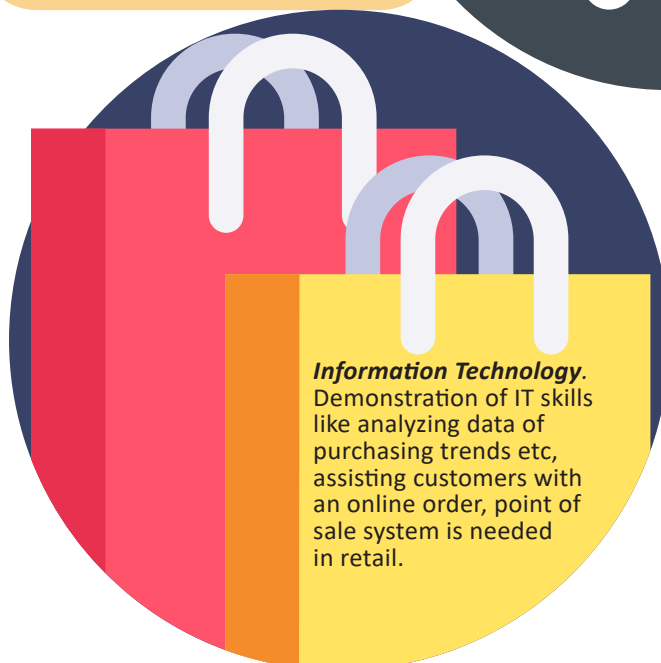 Information Technology.
Demonstration of IT skills
like analyzing data of
purchasing trends etc,
assisting customers with
an online order, point of
sale system is needed
in retail.